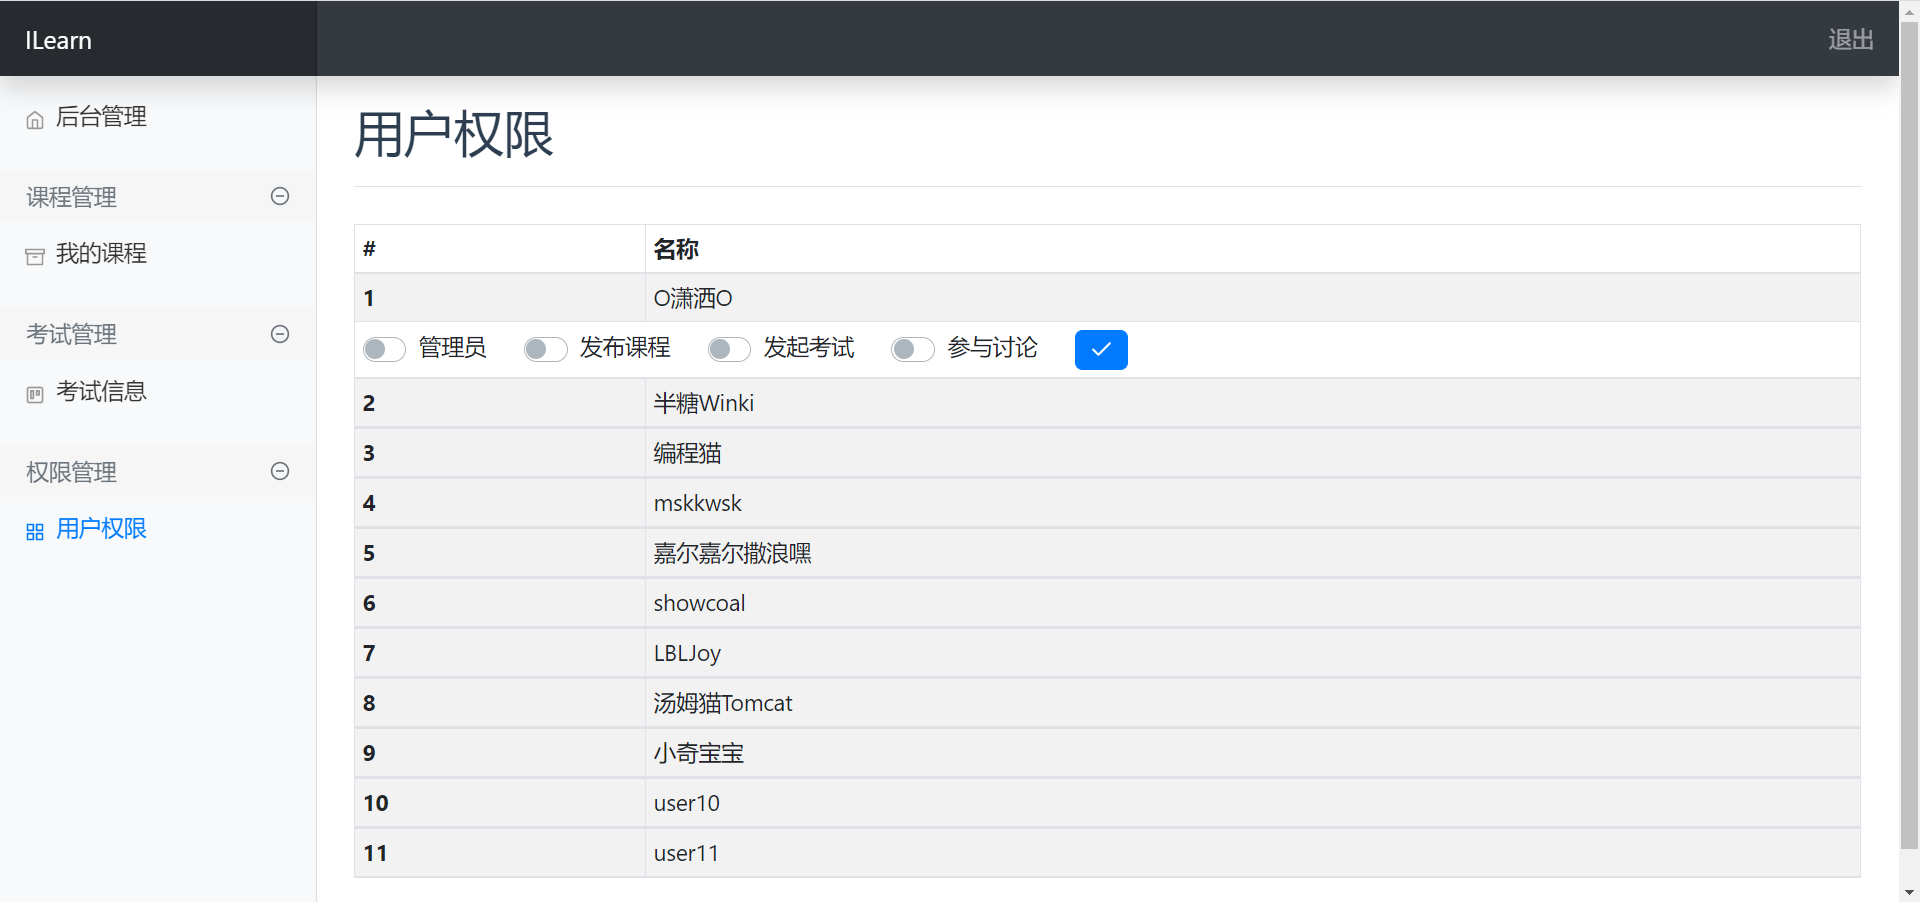 ILearn
退出
后台管理
课程管理
我的课程
考试管理
考试信息
权限管理
用户权限
用户权限
# 名称
1 O潇洒O
管理员 发布课程 发起考试 参与讨论
2 半糖Winki
3 编程猫
4 mskkwsk
5 嘉尔嘉尔撒浪嘿
6 showcoal
7 LBLJoy
8 汤姆猫Tomcat
9 小奇宝宝
10 user10
11 user11